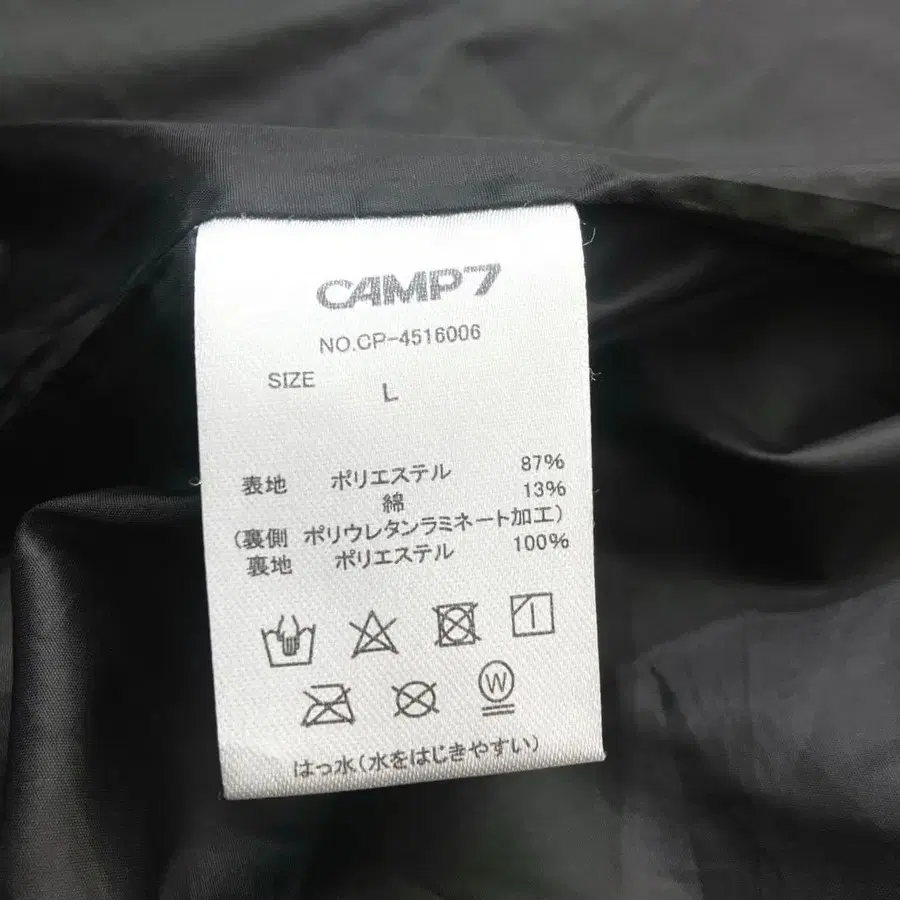 CAMP7
NO.CP-4516006
SIZE L
表地 ポリエステル 87%
綿 13%
(裏側 ポリウレタンラミネート加工)
裏地 ポリエステル 100%
W
はっ水(水をはじきやすい)